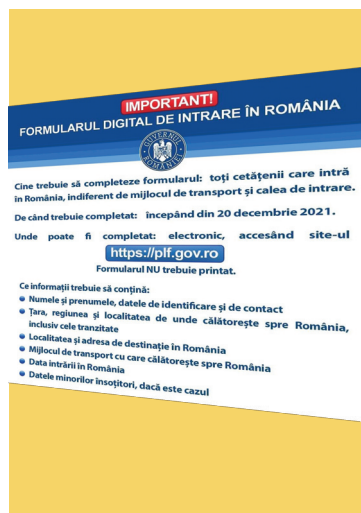 IMPORTANT!
FORMULARUL DIGITAL DE INTRARE ÎN ROMÂNIA
GUVERNUL ROMÂNIEI
Cine trebuie să completeze formularul: toți cetățenii care intră
în România, indiferent de mijlocul de transport și calea de intrare.
De când trebuie completat: începând din 20 decembrie 2021.
Unde poate fi completat: electronic, accesând site-ul
https://plf.gov.ro
Formularul NU trebuie printat.
Ce informații trebuie să conțină:
Numele și prenumele, datele de identificare și de contact
Țara, regiunea și localitatea de unde călătorește spre România,
inclusiv cele tranzitate
Localitatea și adresa de destinație în România
Mijlocul de transport cu care călătorește spre România
Data intrării în România
Datele minorilor însoțitori, dacă este cazul